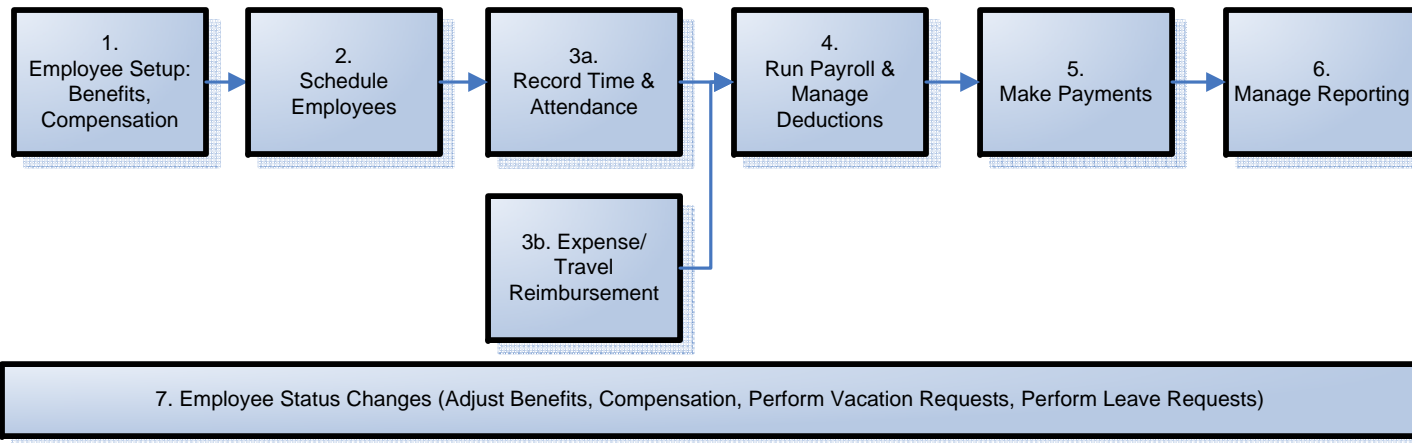 1.
Employee Setup:
Benefits,
Compensation
2.
Schedule
Employees
3a.
Record Time &
Attendance
4.
Run Payroll &
Manage
Deductions
5.
Make Payments
6.
Manage Reporting
3b. Expense/
Travel
Reimbursement
7. Employee Status Changes (Adjust Benefits, Compensation, Perform Vacation Requests, Perform Leave Requests)